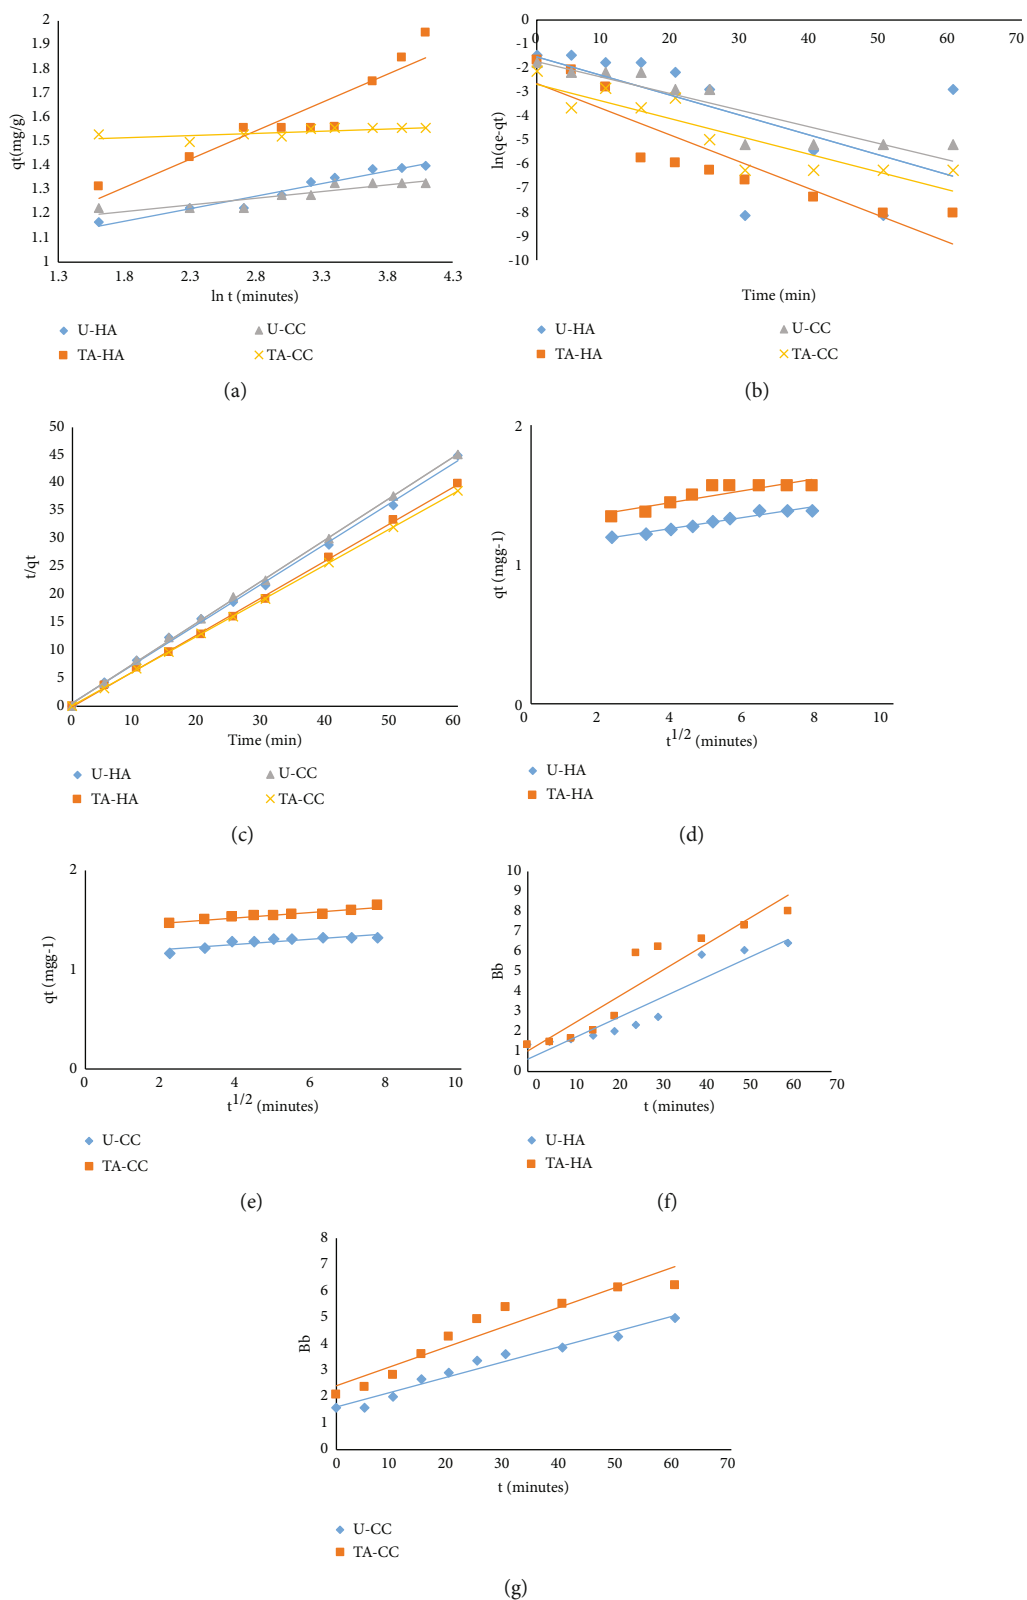 2
1.9
1.8
1.7
1.6
1.5
1.4
1.3
1.2
1.1
1
qt(mg/g)
1.3 1.8 2.3 2.8 3.3 3.8 4.3
ln t (minutes)
U-HA U-CC
TA-HA TA-CC
(a)
0
-1
-2
-3
-4
-5
-6
-7
-8
-9
-10
ln(qe-qt)
0 10 20 30 40 50 60 70
Time (min)
U-HA U-CC
TA-HA TA-CC
(b)
50
45
40
35
30
25
20
15
10
5
0
t/qt
0 10 20 30 40 50 60
Time (min)
U-HA U-CC
TA-HA TA-CC
(c)
2
1
0
qt (mgg-1)
0 2 4 6 8 10
t1/2 (minutes)
U-HA
TA-HA
(d)
2
1
0
qt (mgg-1)
0 2 4 6 8 10
t1/2 (minutes)
U-CC
TA-CC
(e)
10
9
8
7
6
5
4
3
2
1
0
Bb
0 10 20 30 40 50 60 70
t (minutes)
U-HA
TA-HA
(f)
8
7
6
5
4
3
2
1
0
Bb
0 10 20 30 40 50 60 70
t (minutes)
U-CC
TA-CC
(g)